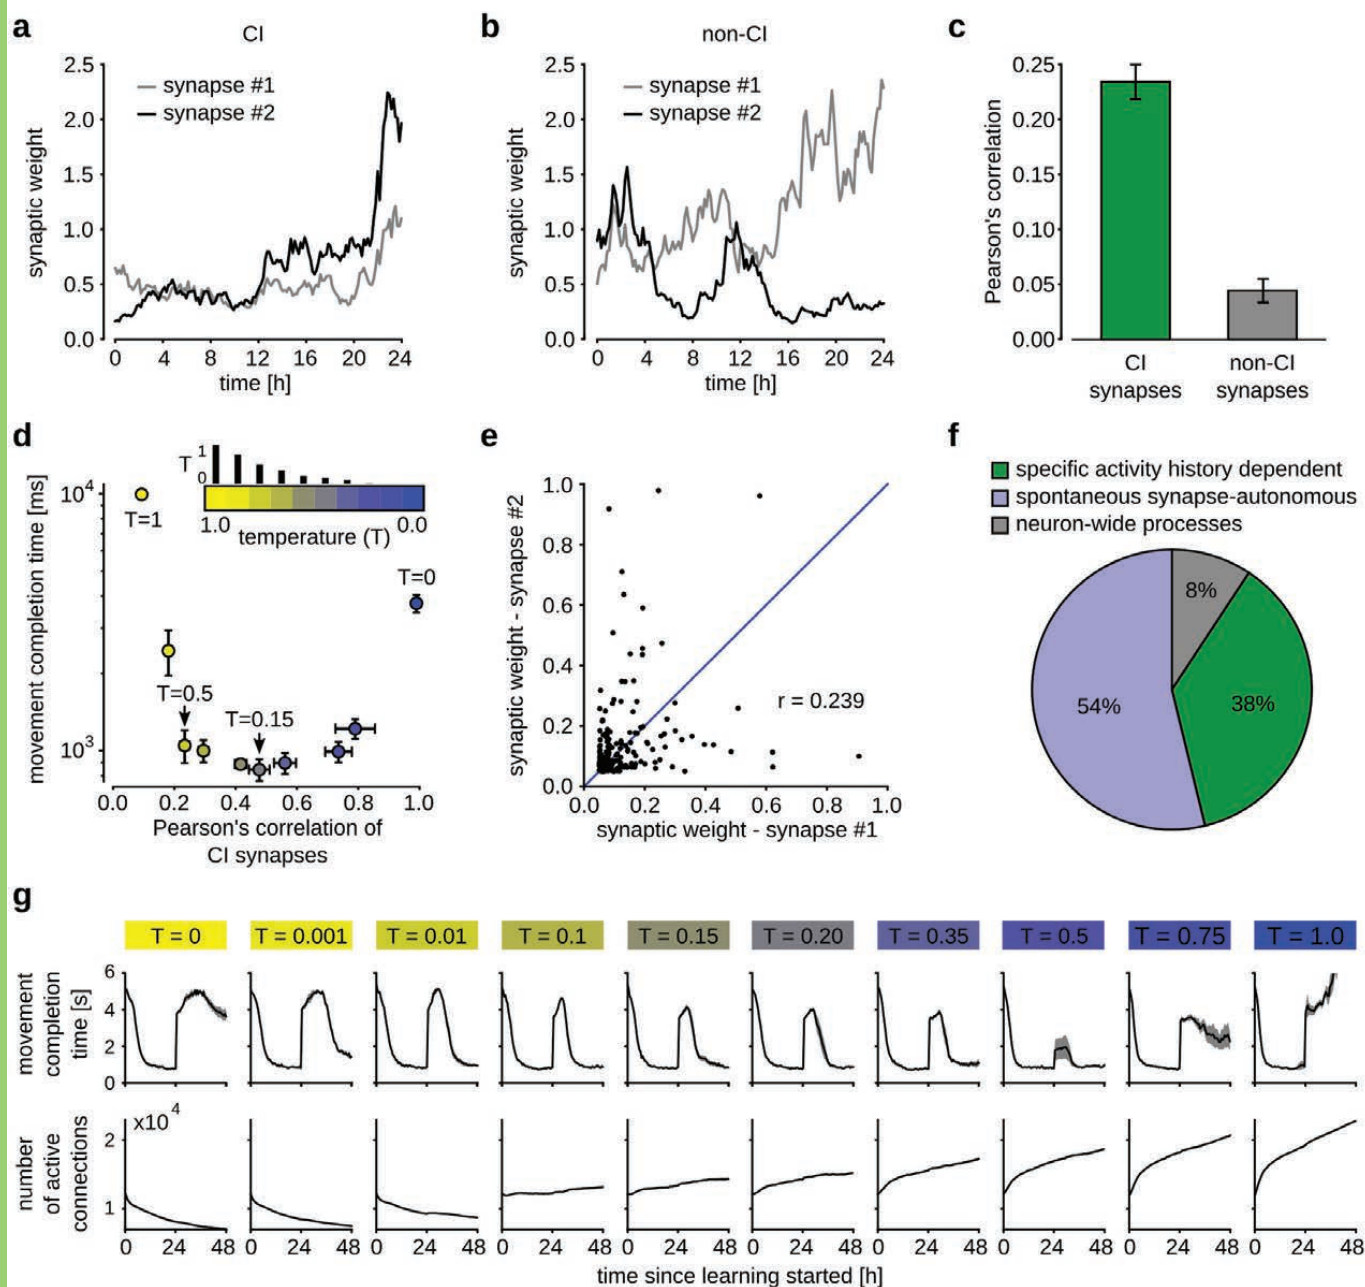 a
CI
2.5
2.0
1.5
1.0
0.5
0.0
synaptic weight
synapse #1
synapse #2
0 4 8 12 16 20 24
time [h]
b
non-CI
2.5
2.0
1.5
1.0
0.5
0.0
synaptic weight
synapse #1
synapse #2
0 4 8 12 16 20 24
time [h]
c
0.25
0.20
0.15
0.10
0.05
0.00
Pearson's correlation
CI
synapses
non-CI
synapses
d
movement completion time [ms]
10⁴
10³
T
1
0
1.0 0.0
temperature (T)
T=1
T=0
T=0.5
T=0.15
0.0 0.2 0.4 0.6 0.8 1.0
Pearson's correlation of
CI synapses
e
synaptic weight - synapse #2
1.0
0.8
0.6
0.4
0.2
0.0
r = 0.239
0.0 0.2 0.4 0.6 0.8 1.0
synaptic weight - synapse #1
f
specific activity history dependent
spontaneous synapse-autonomous
neuron-wide processes
8%
54%
38%
g
T = 0 T = 0.001 T = 0.01 T = 0.1 T = 0.15 T = 0.20 T = 0.35 T = 0.5 T = 0.75 T = 1.0
movement
completion
time [s]
6
4
2
0
number
of active
connections
x10⁴
2
1
0 24 48 0 24 48 0 24 48 0 24 48 0 24 48 0 24 48 0 24 48 0 24 48 0 24 48 0 24 48
time since learning started [h]